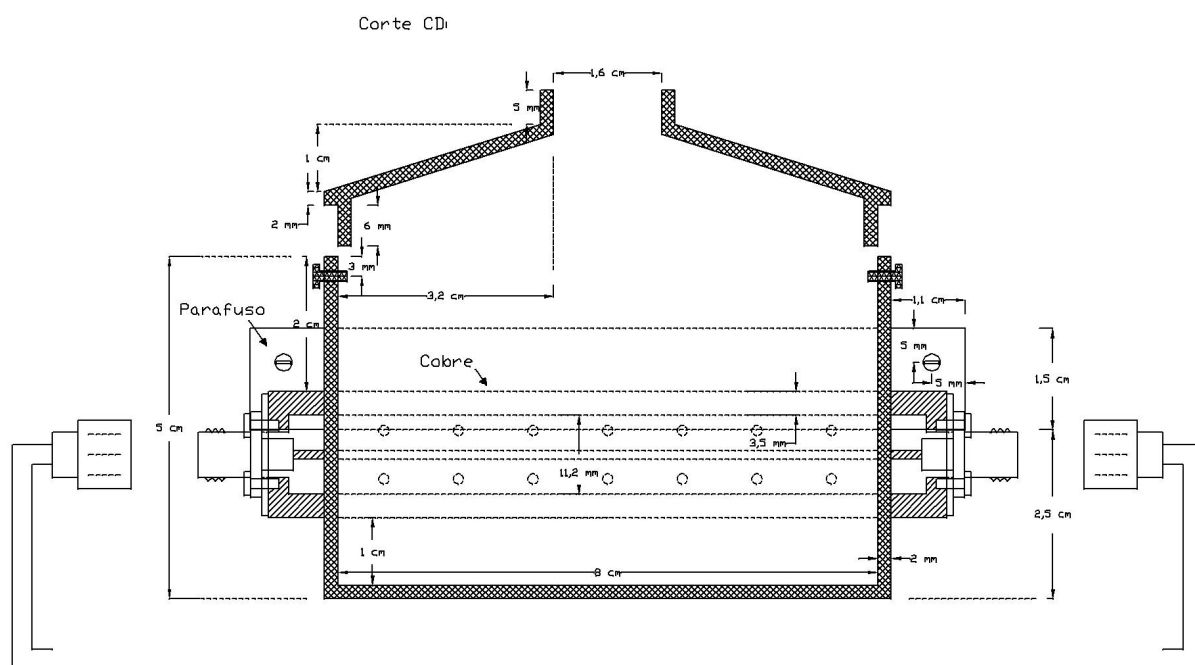 Corte CD
1,6 cm
5 mm
1 cm
2 mm
6 mm
3 mm
3,2 cm
1,1 cm
Parafuso
2 cm
5 mm
Cobre
5 mm
1,5 cm
5 cm
3,5 mm
11,2 mm
2,5 cm
1 cm
2 mm
8 cm